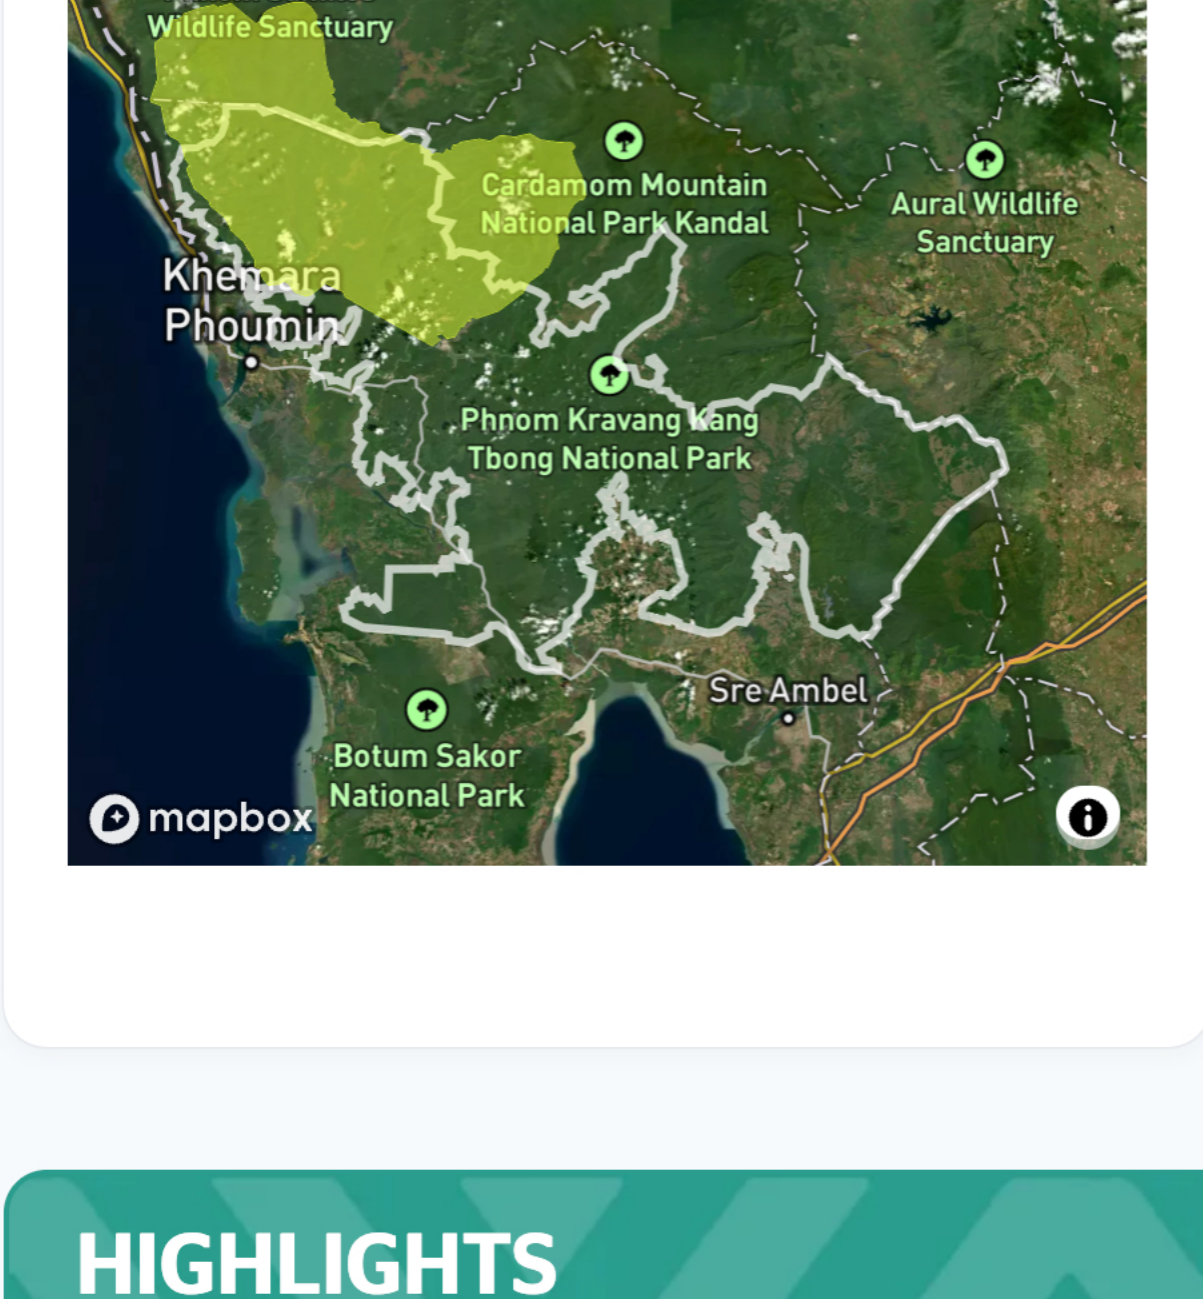 Wildlife Sanctuary
Cardamom Mountain
National Park Kandal
Aural Wildlife
Sanctuary
Khemara
Phoumin
Phnom Kravang Kang
Tbong National Park
Sre Ambel
Botum Sakor
National Park
mapbox
HIGHLIGHTS